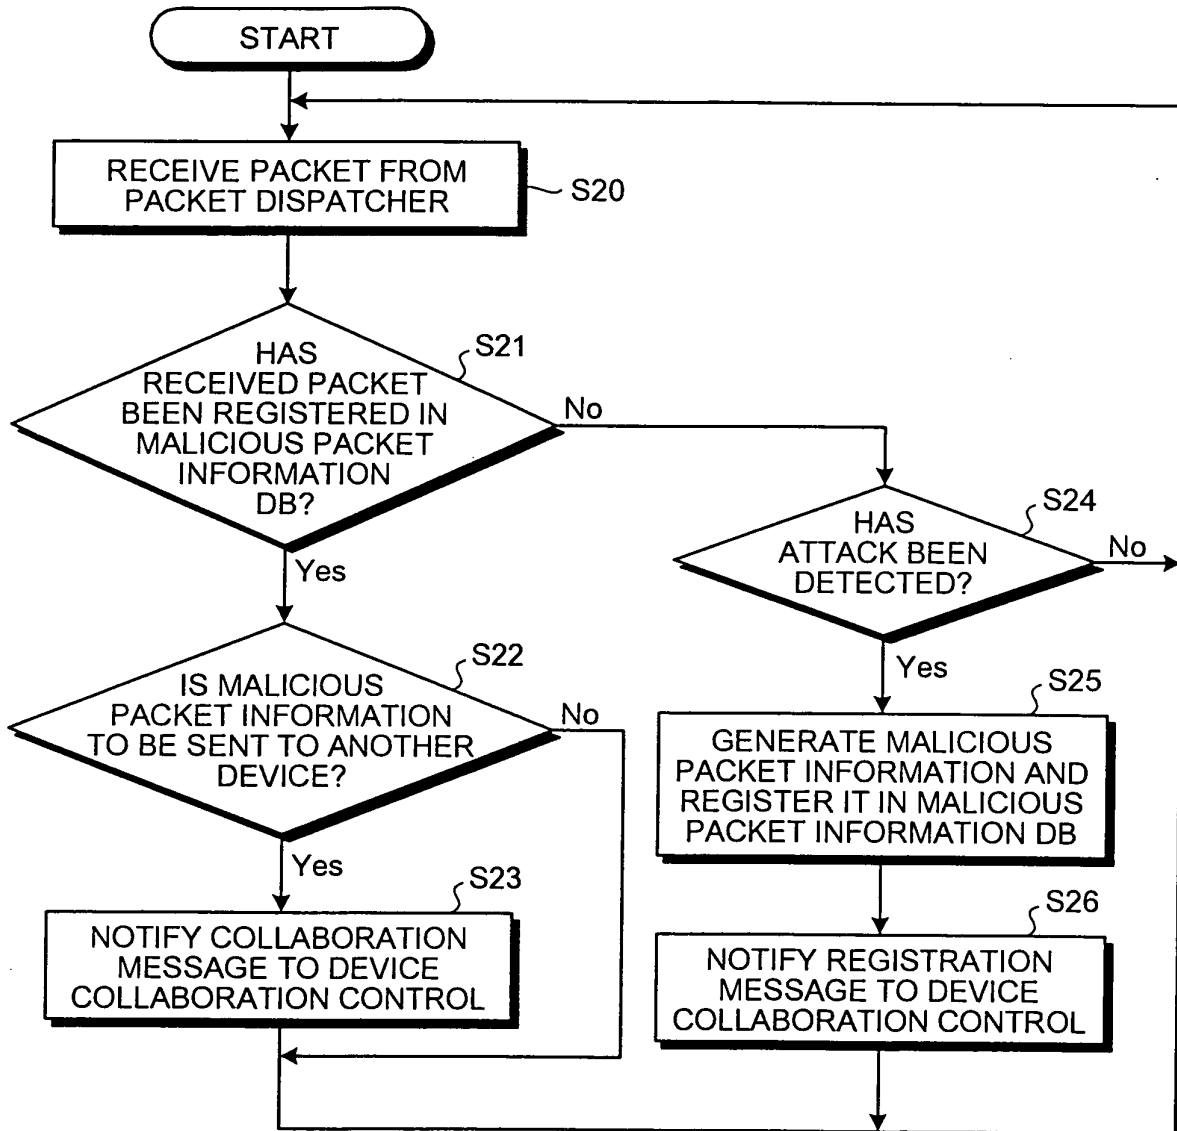 START
RECEIVE PACKET FROM
PACKET DISPATCHER
S20
HAS
RECEIVED PACKET
BEEN REGISTERED IN
MALICIOUS PACKET
INFORMATION
DB?
S21
No
Yes
HAS
ATTACK BEEN
DETECTED?
S24
No
Yes
IS MALICIOUS
PACKET INFORMATION
TO BE SENT TO ANOTHER
DEVICE?
S22
No
Yes
GENERATE MALICIOUS
PACKET INFORMATION AND
REGISTER IT IN MALICIOUS
PACKET INFORMATION DB
S25
NOTIFY COLLABORATION
MESSAGE TO DEVICE
COLLABORATION CONTROL
S23
NOTIFY REGISTRATION
MESSAGE TO DEVICE
COLLABORATION CONTROL
S26